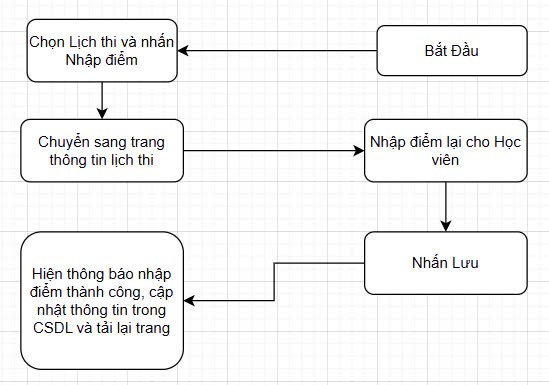 Chọn Lịch thi và nhấn
Nhập điểm
Bắt Đầu
Chuyển sang trang
thông tin lịch thi
Nhập điểm lại cho Học
viên
Hiện thông báo nhập
điểm thành công, cập
nhật thông tin trong
CSDL và tải lại trang
Nhấn Lưu